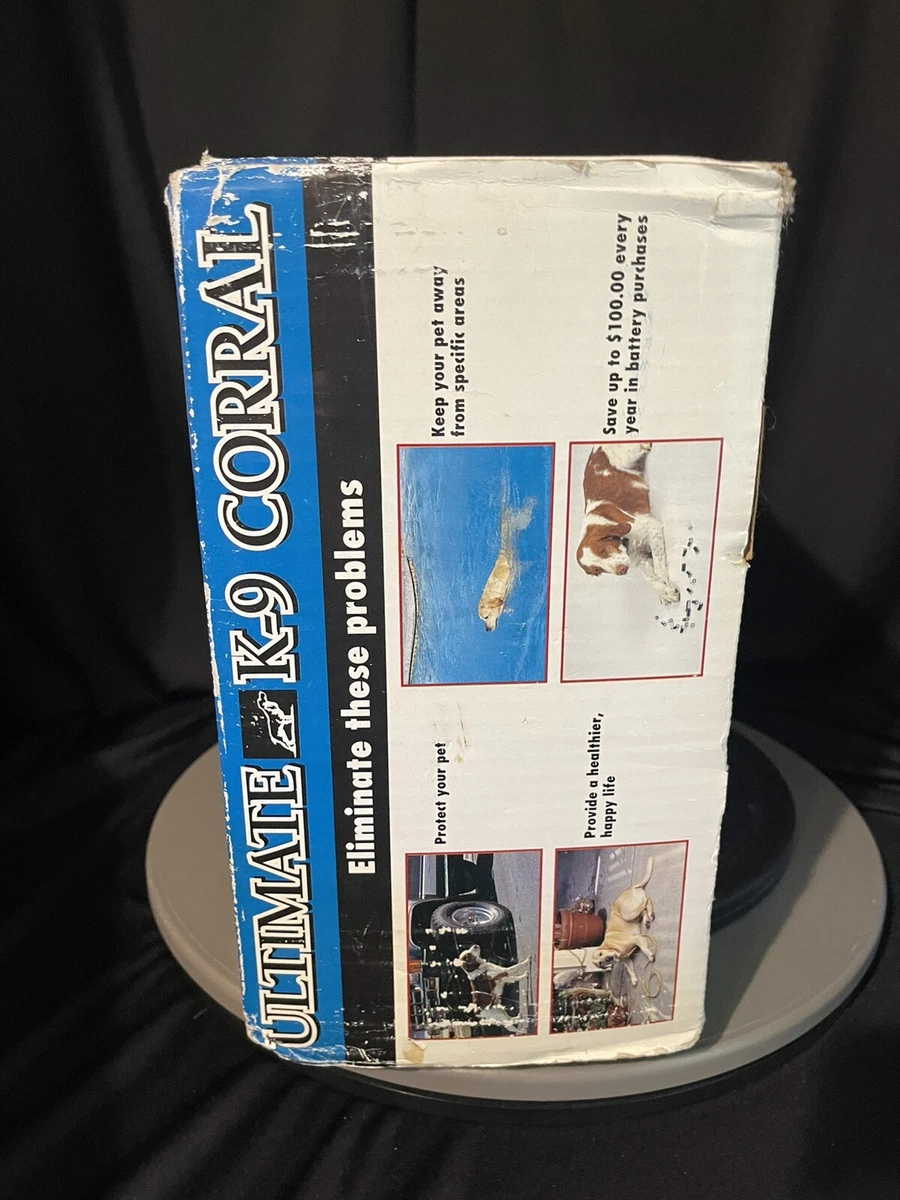 ULTIMATE K-9 CORRAL
Eliminate these problems
Protect your pet
Keep your pet away
from specific areas
Provide a healthier,
happy life
Save up to $100.00 every
year in battery purchases